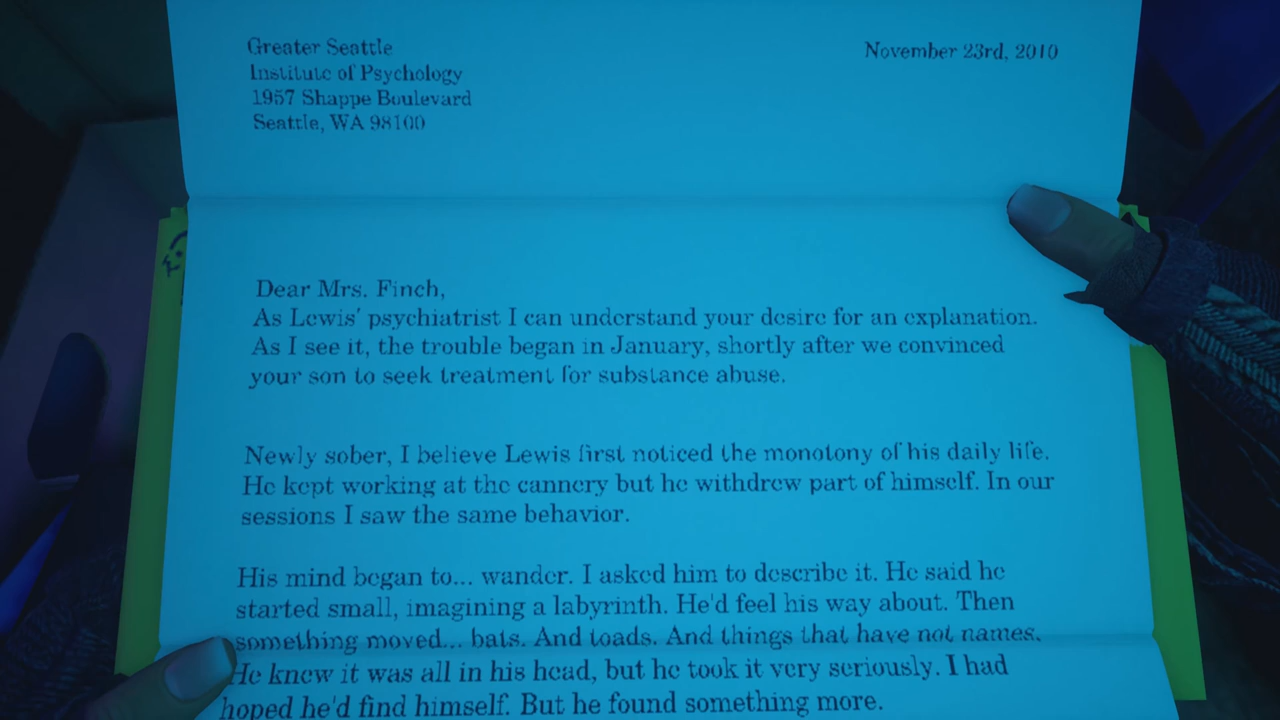 Greater Seattle
November 23rd, 2010
Institute of Psychology
1957 Shappe Boulevard
Seattle, WA 98100
Dear Mrs. Finch,
As Lewis' psychiatrist I can understand your desire for an explanation.
As I see it, the trouble began in January, shortly after we convinced
your son to seek treatment for substance abuse.
Newly sober, I believe Lewis first noticed the monotony of his daily life.
He kept working at the cannery but he withdrew part of himself. In our
sessions I saw the same behavior.
His mind began to... wander. I asked him to describe it. He said he
started small, imagining a labyrinth. He'd feel his way about. Then
something moved... bats. And toads. And things that have not names.
He knew it was all in his head, but he took it very seriously. I had
hoped he'd find himself. But he found something more.